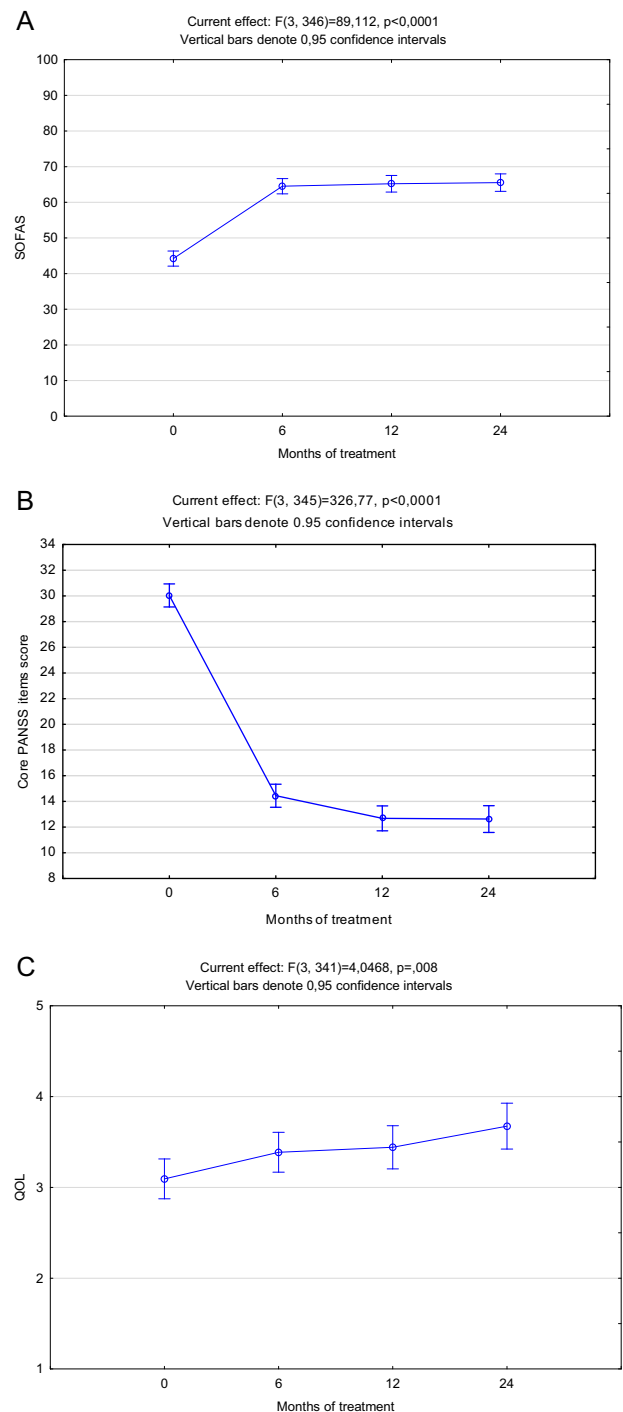 A
Current effect: F(3, 346)=89,112, p<0,0001
Vertical bars denote 0,95 confidence intervals
100
90
80
70
60
50
40
30
20
10
0
SOFAS
0 6 12 24
Months of treatment
B
Current effect: F(3, 345)=326,77, p<0,0001
Vertical bars denote 0.95 confidence intervals
34
32
30
28
26
24
22
20
18
16
14
12
10
8
Core PANSS items score
0 6 12 24
Months of treatment
C
Current effect: F(3, 341)=4,0468, p=,008
Vertical bars denote 0,95 confidence intervals
5
4
3
2
1
QOL
0 6 12 24
Months of treatment